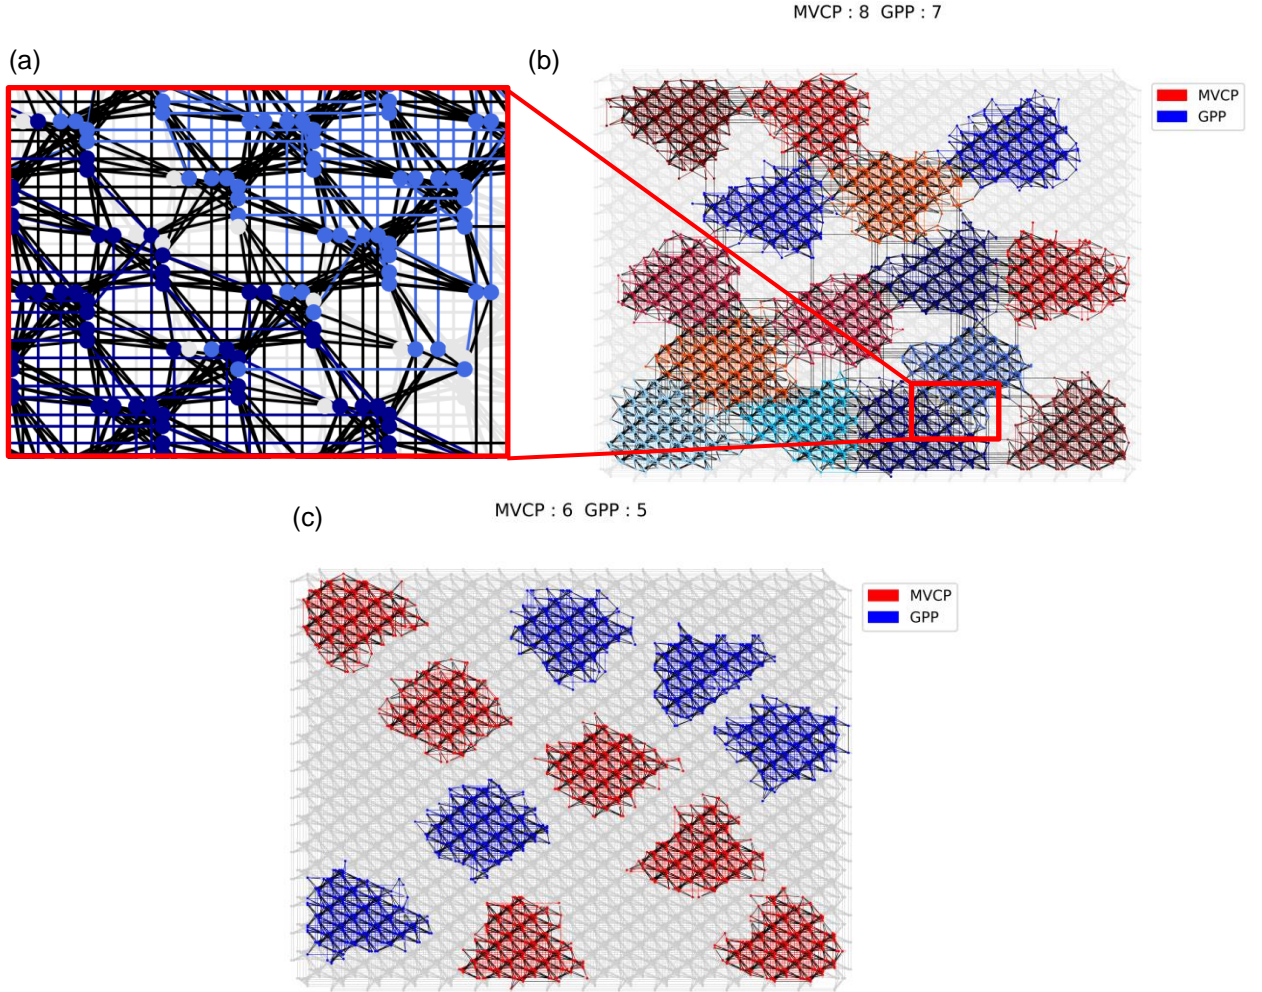 MVCP : 8 GPP : 7
(a)
(b)
MVCP
GPP
(c)
MVCP : 6 GPP : 5
MVCP
GPP